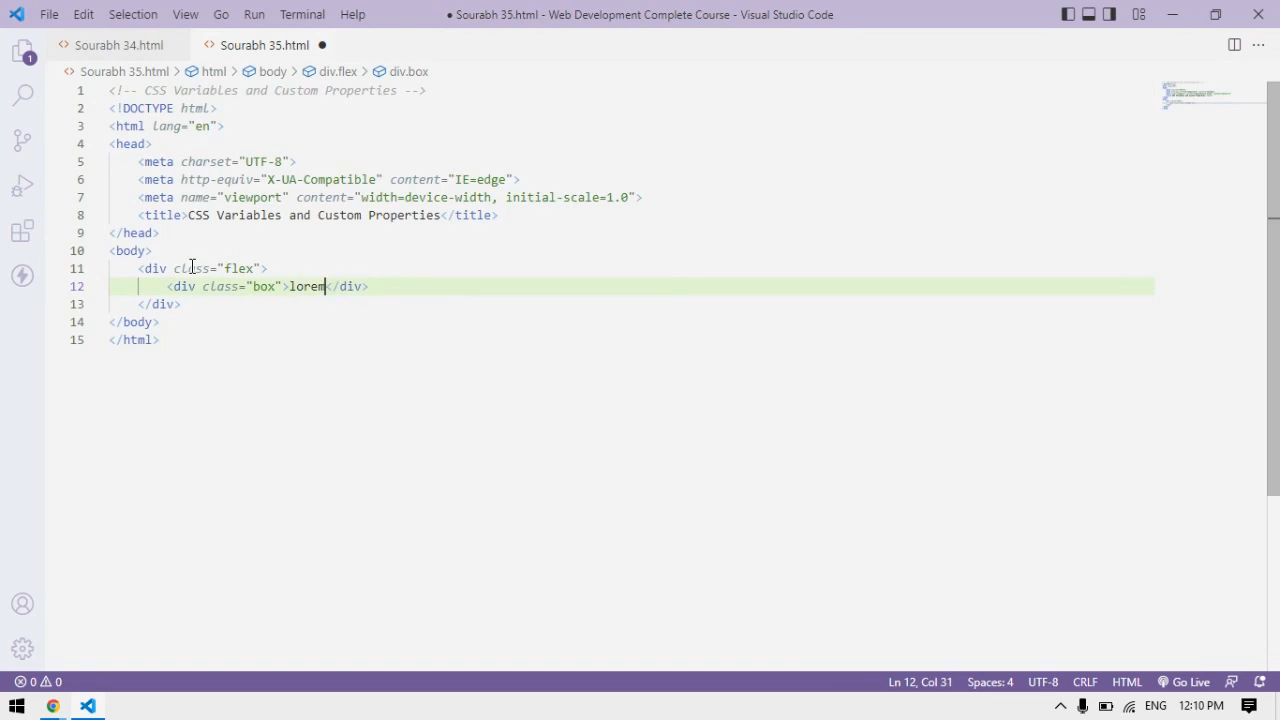 File Edit Selection View Go Run Terminal Help ● Sourabh 35.html - Web Development Complete Course - Visual Studio Code
Sourabh 34.html Sourabh 35.html ●
Sourabh 35.html > html > body > div.flex > div.box
1 <!-- CSS Variables and Custom Properties -->
2 <!DOCTYPE html>
3 <html lang="en">
4 <head>
5 <meta charset="UTF-8">
6 <meta http-equiv="X-UA-Compatible" content="IE=edge">
7 <meta name="viewport" content="width=device-width, initial-scale=1.0">
8 <title>CSS Variables and Custom Properties</title>
9 </head>
10 <body>
11 <div class="flex">
12 <div class="box">lorem</div>
13 </div>
14 </body>
15 </html>
1
0 0 Ln 12, Col 31 Spaces: 4 UTF-8 CRLF HTML Go Live
ENG 12:10 PM